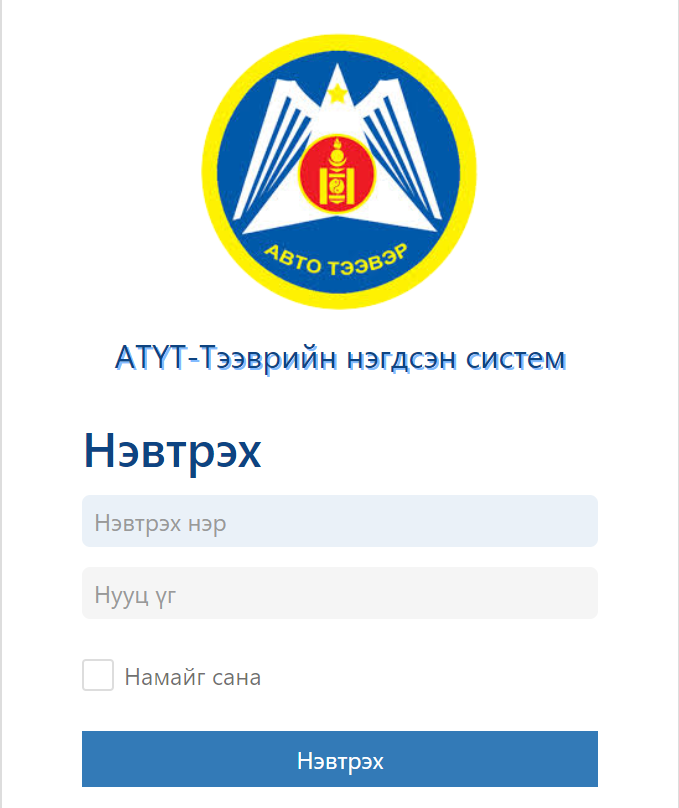 АВТО ТЭЭВЭР
АТҮТ-Тээврийн нэгдсэн систем
Нэвтрэх
Нэвтрэх нэр
Нууц үг
Намайг сана
Нэвтрэх